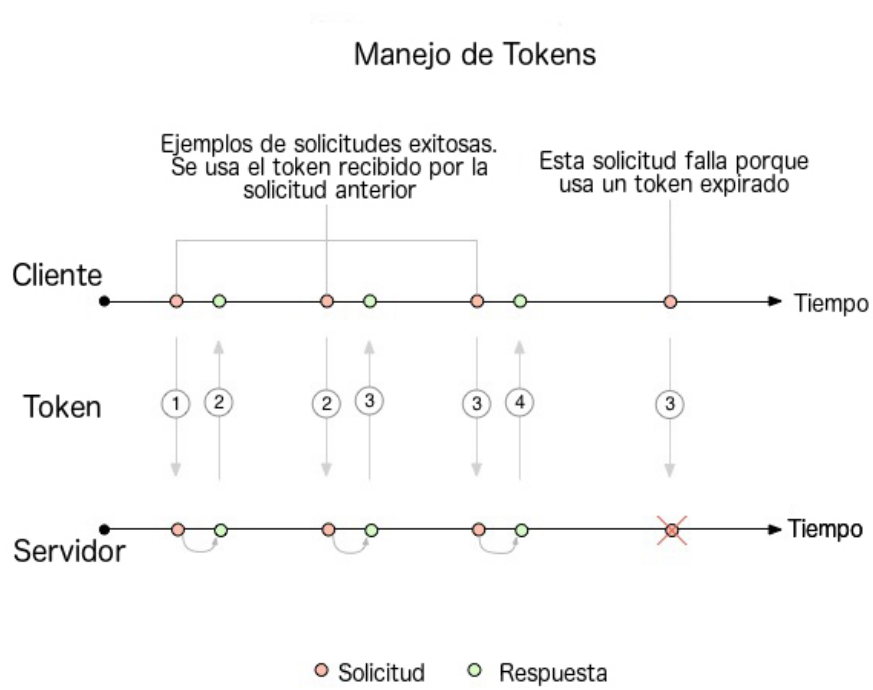 Manejo de Tokens
Ejemplos de solicitudes exitosas.
Se usa el token recibido por la
solicitud anterior
Esta solicitud falla porque
usa un token expirado
Cliente
Tiempo
Token
1
2
2
3
3
4
3
Servidor
Tiempo
Solicitud
Respuesta